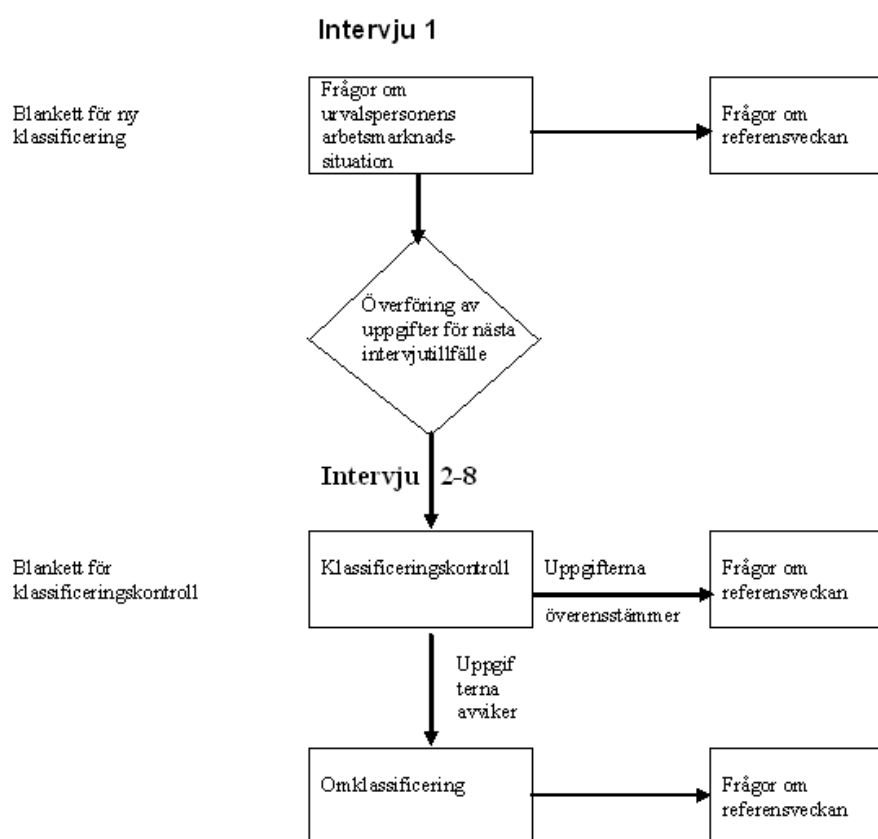 Intervju 1
Blankett för ny
klassificering
Frågor om
urvalspersonens
arbetsmarknads-
situation
Frågor om
referensveckan
Överföring av
uppgifter för nästa
intervjutillfälle
Intervju 2-8
Blankett för
klassificeringskontroll
Klassificeringskontroll
Uppgifterna
överensstämmer
Frågor om
referensveckan
Uppgif
terna
avviker
Omklassificering
Frågor om
referensveckan